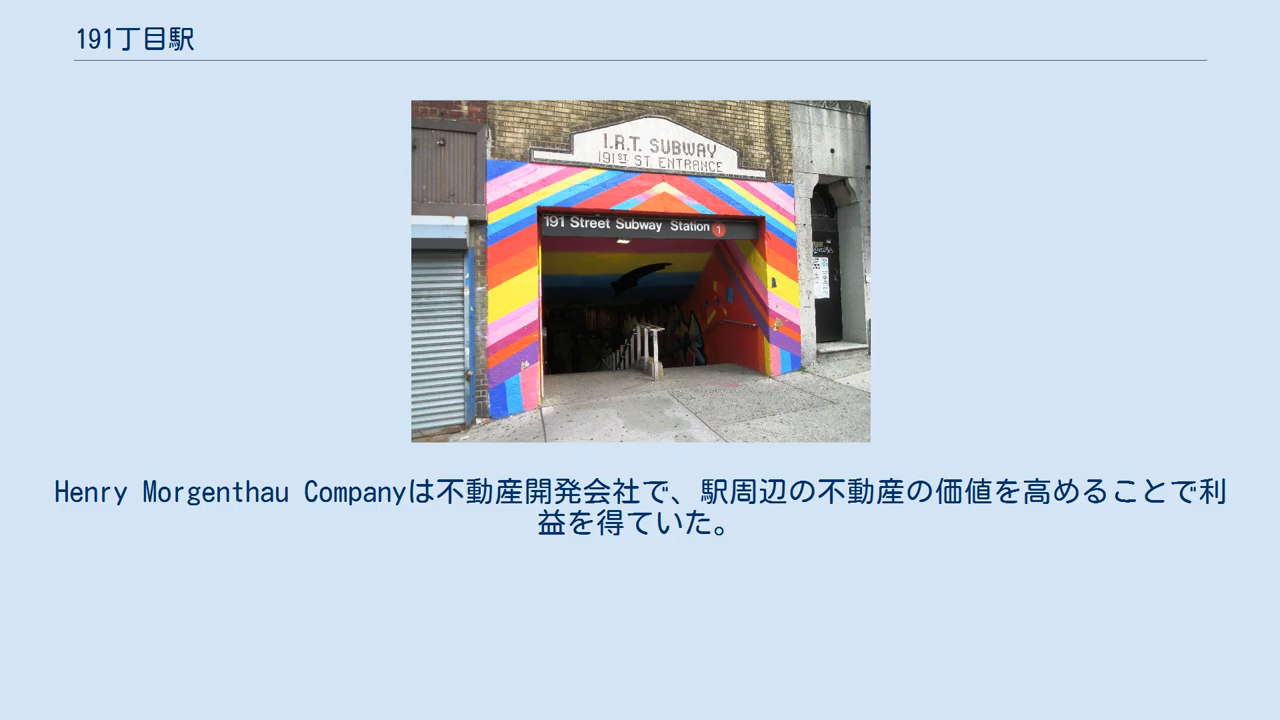 191丁目駅
I.R.T. SUBWAY
191ST ST. ENTRANCE
191 Street Subway Station 1
Henry Morgenthau Companyは不動産開発会社で、駅周辺の不動産の価値を高めることで利
益を得ていた。